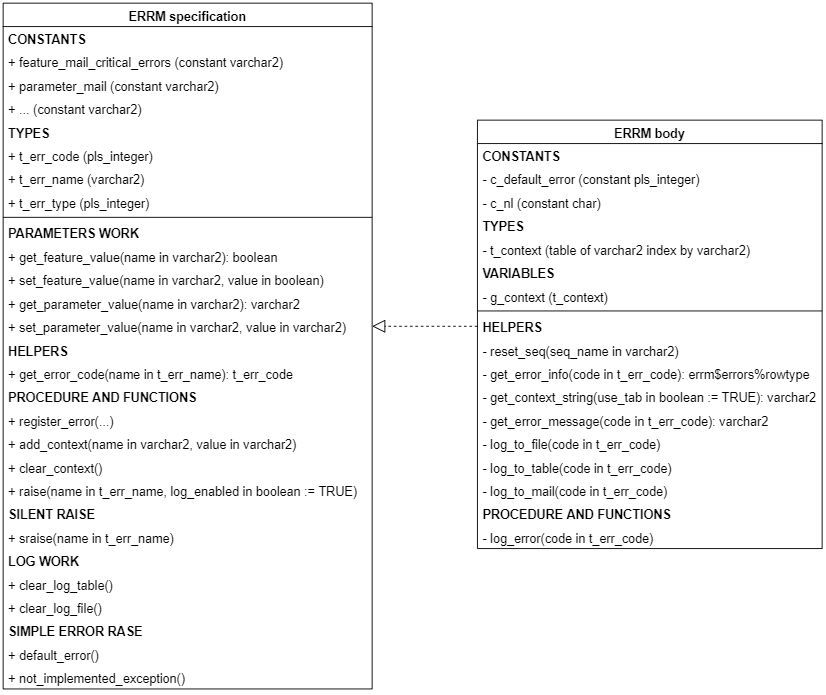 ERRM specification
CONSTANTS
+ feature_mail_critical_errors (constant varchar2)
+ parameter_mail (constant varchar2)
+ ... (constant varchar2)
TYPES
+ t_err_code (pls_integer)
+ t_err_name (varchar2)
+ t_err_type (pls_integer)
PARAMETERS WORK
+ get_feature_value(name in varchar2): boolean
+ set_feature_value(name in varchar2, value in boolean)
+ get_parameter_value(name in varchar2): varchar2
+ set_parameter_value(name in varchar2, value in varchar2)
HELPERS
+ get_error_code(name in t_err_name): t_err_code
PROCEDURE AND FUNCTIONS
+ register_error(...)
+ add_context(name in varchar2, value in varchar2)
+ clear_context()
+ raise(name in t_err_name, log_enabled in boolean := TRUE)
SILENT RAISE
+ sraise(name in t_err_name)
LOG WORK
+ clear_log_table()
+ clear_log_file()
SIMPLE ERROR RASE
+ default_error()
+ not_implemented_exception()
ERRM body
CONSTANTS
- c_default_error (constant pls_integer)
- c_nl (constant char)
TYPES
- t_context (table of varchar2 index by varchar2)
VARIABLES
- g_context (t_context)
HELPERS
- reset_seq(seq_name in varchar2)
- get_error_info(code in t_err_code): errm$errors%rowtype
- get_context_string(use_tab in boolean := TRUE): varchar2
- get_error_message(code in t_err_code): varchar2
- log_to_file(code in t_err_code)
- log_to_table(code in t_err_code)
- log_to_mail(code in t_err_code)
PROCEDURE AND FUNCTIONS
- log_error(code in t_err_code)